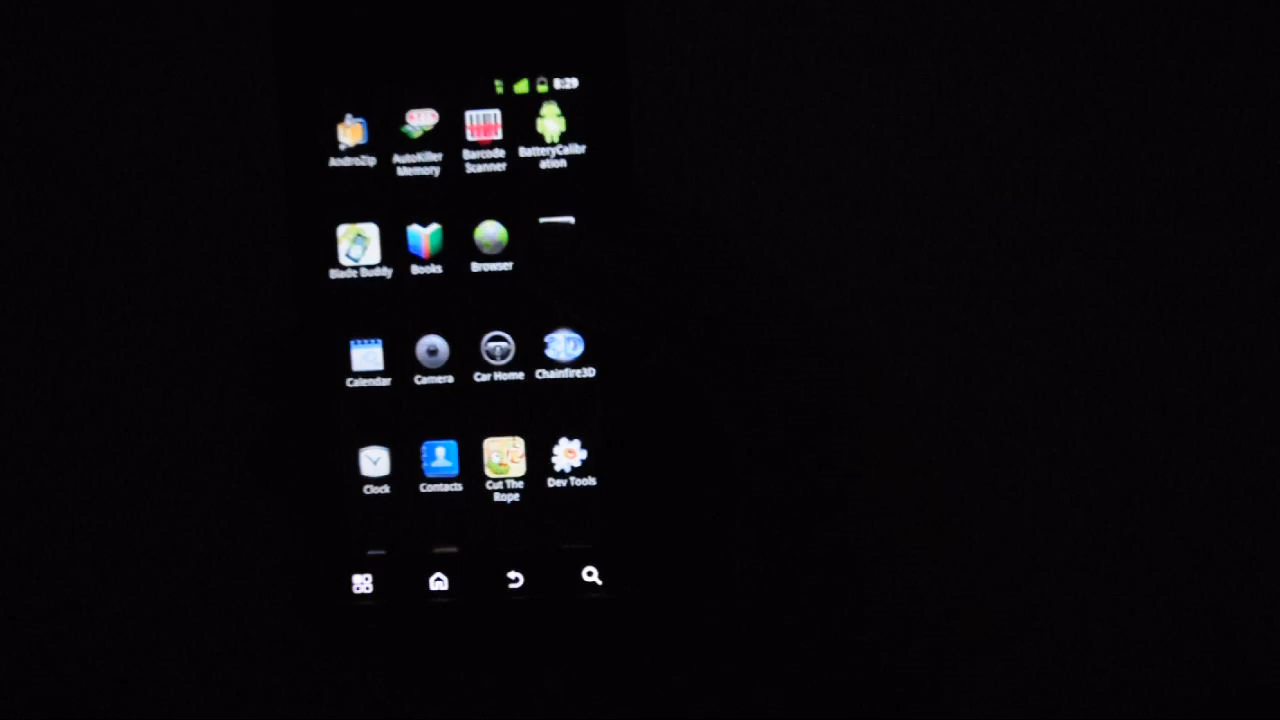 8:29
AndroZip
AutoKiller
Memory
Barcode
Scanner
BatteryCalibr
ation
Blade Buddy
Books
Browser
Calendar
Camera
Car Home
3D
Chainfire3D
Clock
Contacts
Cut The
Rope
Dev Tools